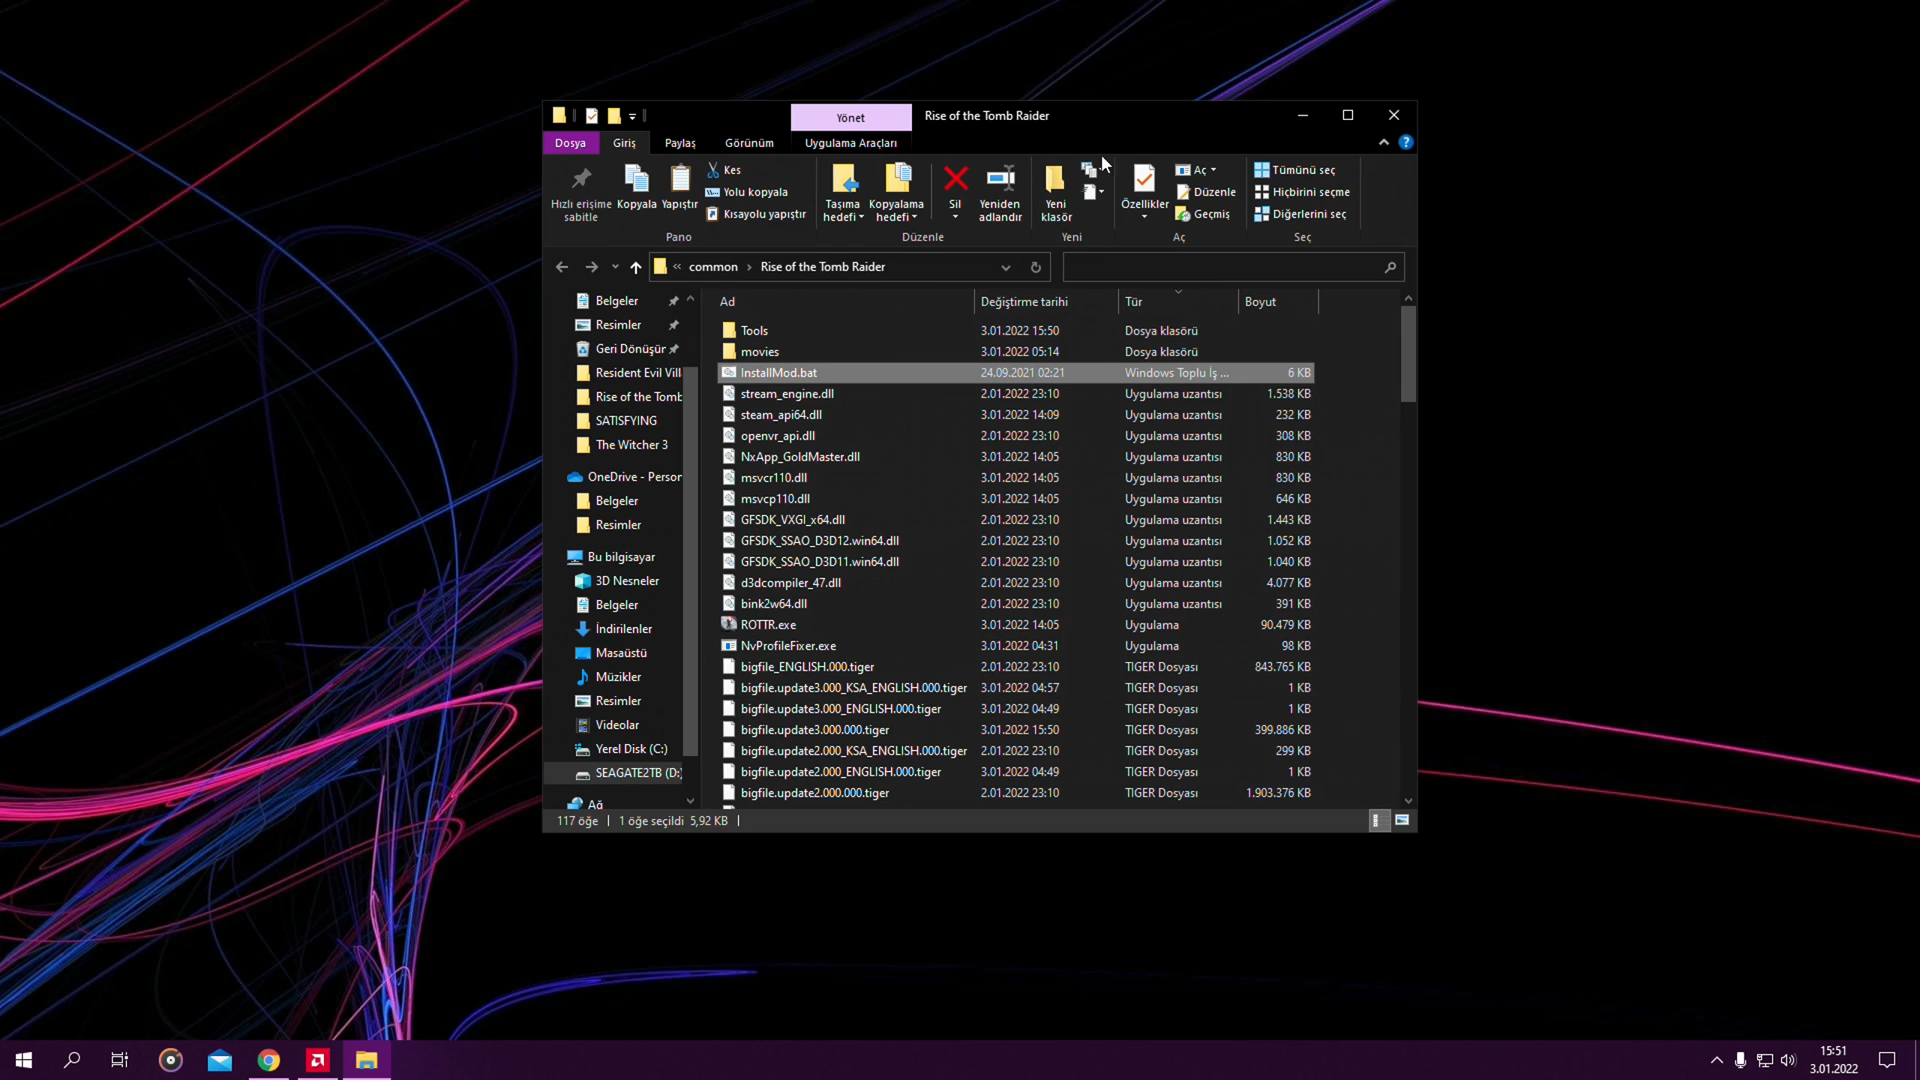 Yönet
Rise of the Tomb Raider
Dosya
Giriş
Paylaş
Görünüm
Uygulama Araçları
Hızlı erişime sabitle
Kopyala
Yapıştır
Kes
Yolu kopyala
Kısayolu yapıştır
Pano
Taşıma hedefi
Kopyalama hedefi
Sil
Yeniden adlandır
Düzenle
Yeni klasör
Yeni
Özellikler
Aç
Düzenle
Geçmiş
Aç
Tümünü seç
Hiçbirini seçme
Diğerlerini seç
Seç
« common › Rise of the Tomb Raider
Belgeler
Resimler
Geri Dönüşür
Resident Evil Vill
Rise of the Tomb
SATISFYING
The Witcher 3
OneDrive - Person
Belgeler
Resimler
Bu bilgisayar
3D Nesneler
Belgeler
İndirilenler
Masaüstü
Müzikler
Resimler
Videolar
Yerel Disk (C:)
SEAGATE2TB (D:)
Ağ
Ad Değiştirme tarihi Tür Boyut
Tools 3.01.2022 15:50 Dosya klasörü
movies 3.01.2022 05:14 Dosya klasörü
InstallMod.bat 24.09.2021 02:21 Windows Toplu İş ... 6 KB
stream_engine.dll 2.01.2022 23:10 Uygulama uzantısı 1.538 KB
steam_api64.dll 3.01.2022 14:09 Uygulama uzantısı 232 KB
openvr_api.dll 2.01.2022 23:10 Uygulama uzantısı 308 KB
NxApp_GoldMaster.dll 3.01.2022 14:05 Uygulama uzantısı 830 KB
msvcr110.dll 3.01.2022 14:05 Uygulama uzantısı 830 KB
msvcp110.dll 3.01.2022 14:05 Uygulama uzantısı 646 KB
GFSDK_VXGI_x64.dll 2.01.2022 23:10 Uygulama uzantısı 1.443 KB
GFSDK_SSAO_D3D12.win64.dll 2.01.2022 23:10 Uygulama uzantısı 1.052 KB
GFSDK_SSAO_D3D11.win64.dll 2.01.2022 23:10 Uygulama uzantısı 1.040 KB
d3dcompiler_47.dll 2.01.2022 23:10 Uygulama uzantısı 4.077 KB
bink2w64.dll 2.01.2022 23:10 Uygulama uzantısı 391 KB
ROTTR.exe 3.01.2022 14:05 Uygulama 90.479 KB
NvProfileFixer.exe 3.01.2022 04:31 Uygulama 98 KB
bigfile_ENGLISH.000.tiger 2.01.2022 23:10 TIGER Dosyası 843.765 KB
bigfile.update3.000_KSA_ENGLISH.000.tiger 3.01.2022 04:57 TIGER Dosyası 1 KB
bigfile.update3.000_ENGLISH.000.tiger 3.01.2022 04:49 TIGER Dosyası 1 KB
bigfile.update3.000.000.tiger 3.01.2022 15:50 TIGER Dosyası 399.886 KB
bigfile.update2.000_KSA_ENGLISH.000.tiger 2.01.2022 23:10 TIGER Dosyası 299 KB
bigfile.update2.000_ENGLISH.000.tiger 3.01.2022 04:49 TIGER Dosyası 1 KB
bigfile.update2.000.000.tiger 2.01.2022 23:10 TIGER Dosyası 1.903.376 KB
117 öğe | 1 öğe seçildi 5,92 KB |
15:51
3.01.2022